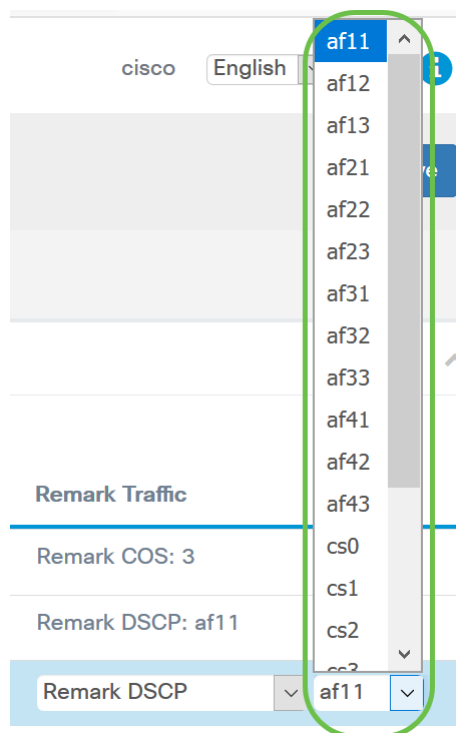 af11
cisco English
af12
af13
af21
af22
af23
af31
af32
af33
af41
af42
Remark Traffic
af43
cs0
Remark COS: 3
cs1
Remark DSCP: af11
cs2
cs3
Remark DSCP af11